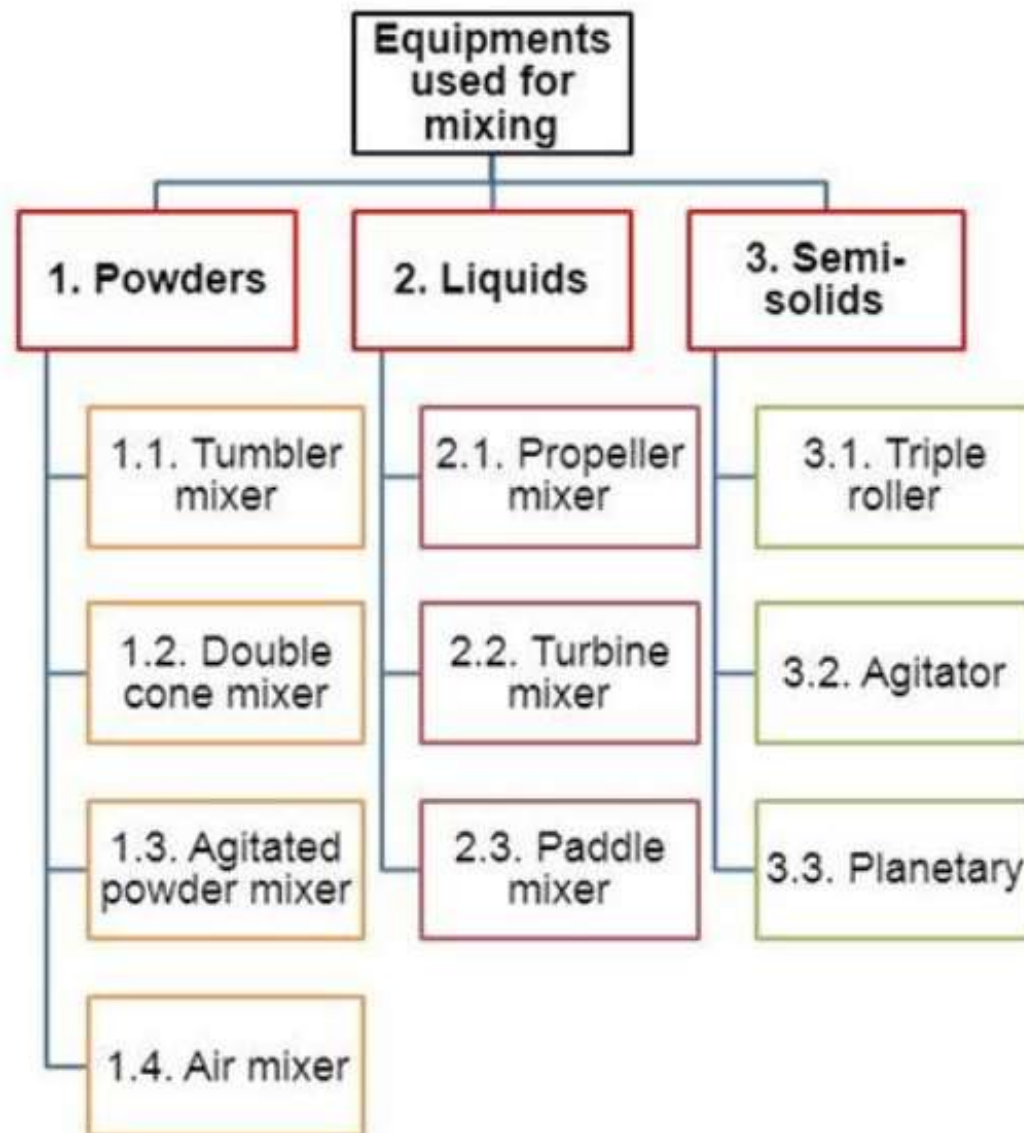 Equipments
used for
mixing
1. Powders
2. Liquids
3. Semi-
solids
1.1. Tumbler
mixer
2.1. Propeller
mixer
3.1. Triple
roller
1.2. Double
cone mixer
2.2. Turbine
mixer
3.2. Agitator
1.3. Agitated
powder mixer
2.3. Paddle
mixer
3.3. Planetary
1.4. Air mixer